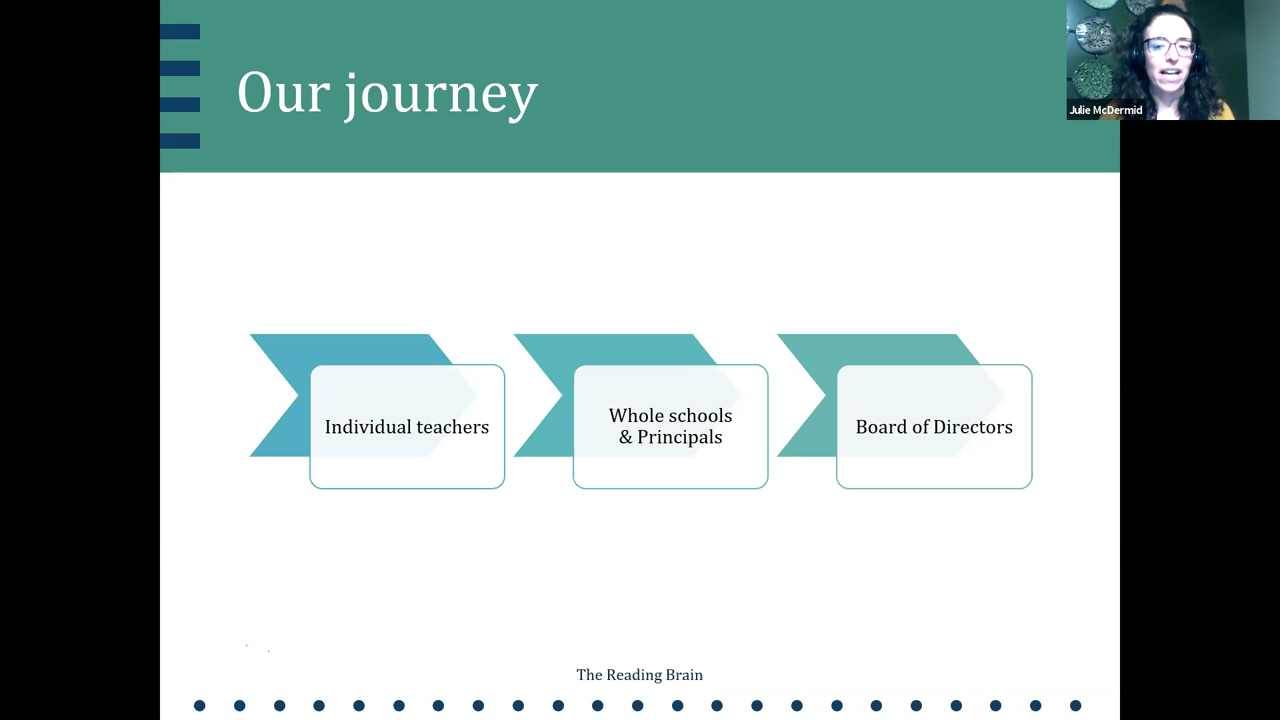 Our journey
Julie McDermid
Individual teachers
Whole schools
& Principals
Board of Directors
The Reading Brain